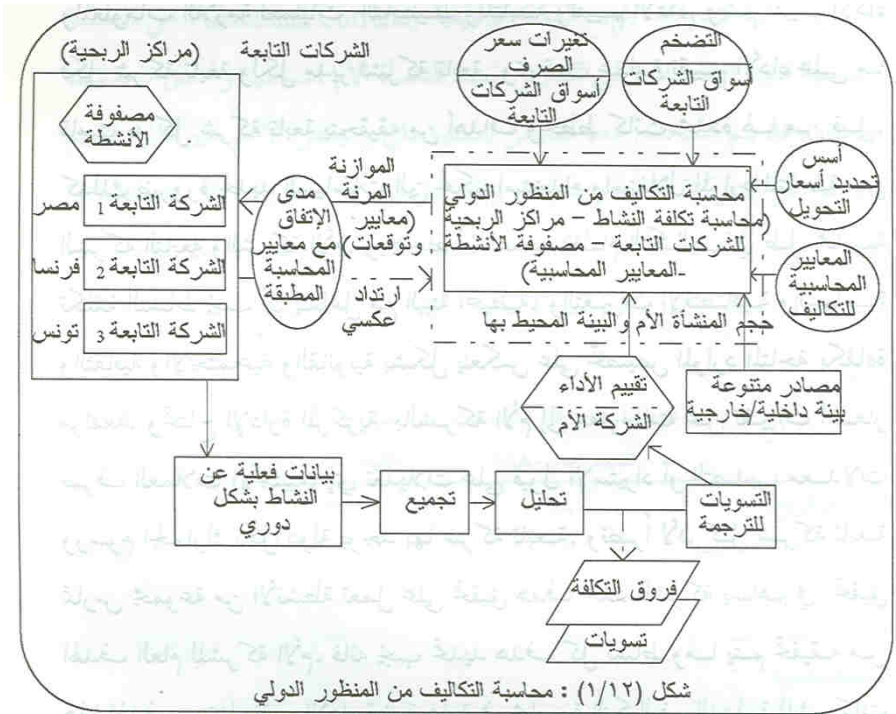 الشركات التابعة (مراكز الربحية)
مصفوفة
الأنشطة
الشركة التابعة 1
مصر
الشركة التابعة 2
فرنسا
الشركة التابعة 3
تونس
تغيرات سعر
الصرف
أسواق الشركات
التابعة
التضخم
أسواق الشركات
التابعة
أسس
تحديد أسعار
التحويل
المعايير
المحاسبية
للتكاليف
محاسبة التكاليف من المنظور الدولي
(محاسبة تكلفة النشاط – مراكز الربحية
للشركات التابعة – مصفوفة الأنشطة
-المعايير المحاسبية)
حجم المنشأة الأم والبيئة المحيط بها
الموازنة
المرنة
(معايير
وتوقعات)
ارتداد
عكسي
مدى
الاتفاق
مع معايير
المحاسبة
المطبقة
تقييم الأداء
الشركة الأم
مصادر متنوعة
بيئة داخلية/خارجية
بيانات فعلية عن
النشاط بشكل
دوري
تجميع
تحليل
التسويات
للترجمة
فروق التكلفة
تسويات
شكل (١/١٢) : محاسبة التكاليف من المنظور الدولي